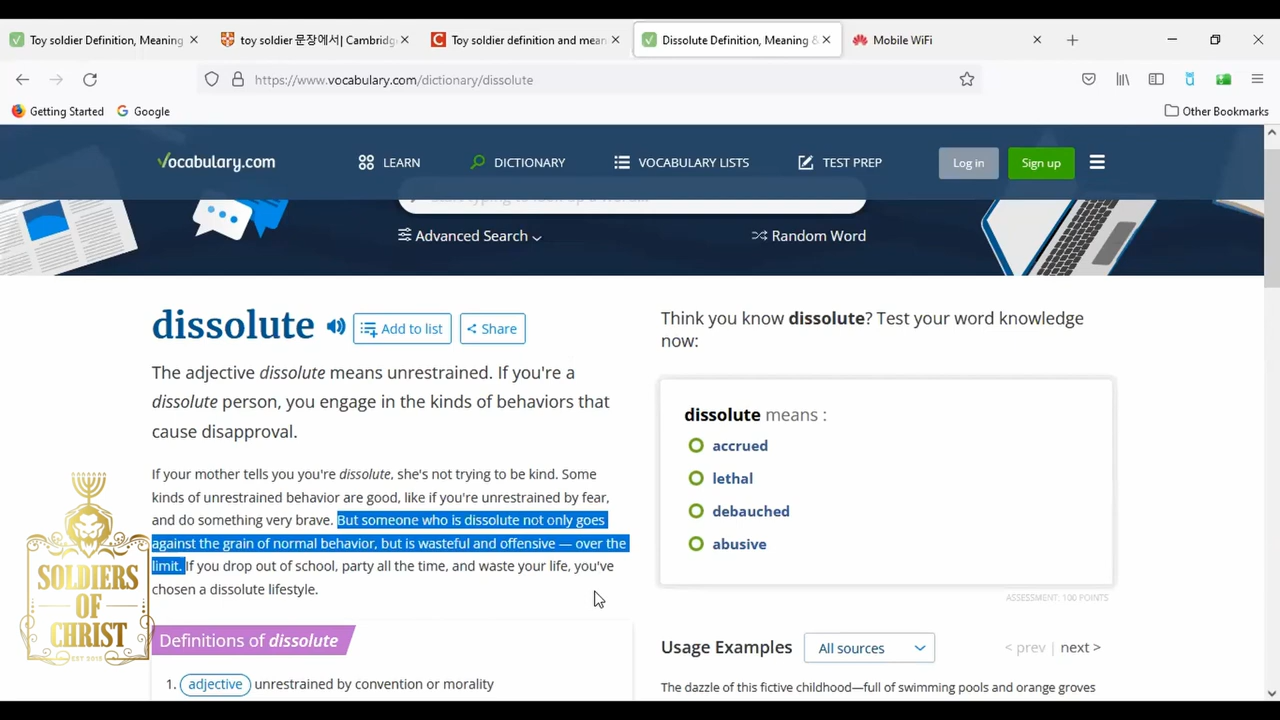 Toy soldier Definition, Meaning
toy soldier 문장에서| Cambridg
Toy soldier definition and mean
Dissolute Definition, Meaning &
Mobile WiFi
https://www.vocabulary.com/dictionary/dissolute
Getting Started
Google
Other Bookmarks
Vocabulary.com
LEARN
DICTIONARY
VOCABULARY LISTS
TEST PREP
Log in
Sign up
Advanced Search
Random Word
dissolute
Add to list
Share
The adjective dissolute means unrestrained. If you're a
dissolute person, you engage in the kinds of behaviors that
cause disapproval.
If your mother tells you you're dissolute, she's not trying to be kind. Some
kinds of unrestrained behavior are good, like if you're unrestrained by fear,
and do something very brave. But someone who is dissolute not only goes
against the grain of normal behavior, but is wasteful and offensive — over the
limit. If you drop out of school, party all the time, and waste your life, you've
chosen a dissolute lifestyle.
Definitions of dissolute
1. adjective unrestrained by convention or morality
Think you know dissolute? Test your word knowledge
now:
dissolute means :
accrued
lethal
debauched
abusive
ASSESSMENT: 100 POINTS
Usage Examples
All sources
< prev | next >
The dazzle of this fictive childhood—full of swimming pools and orange groves
SOLDIERS
OF
CHRIST